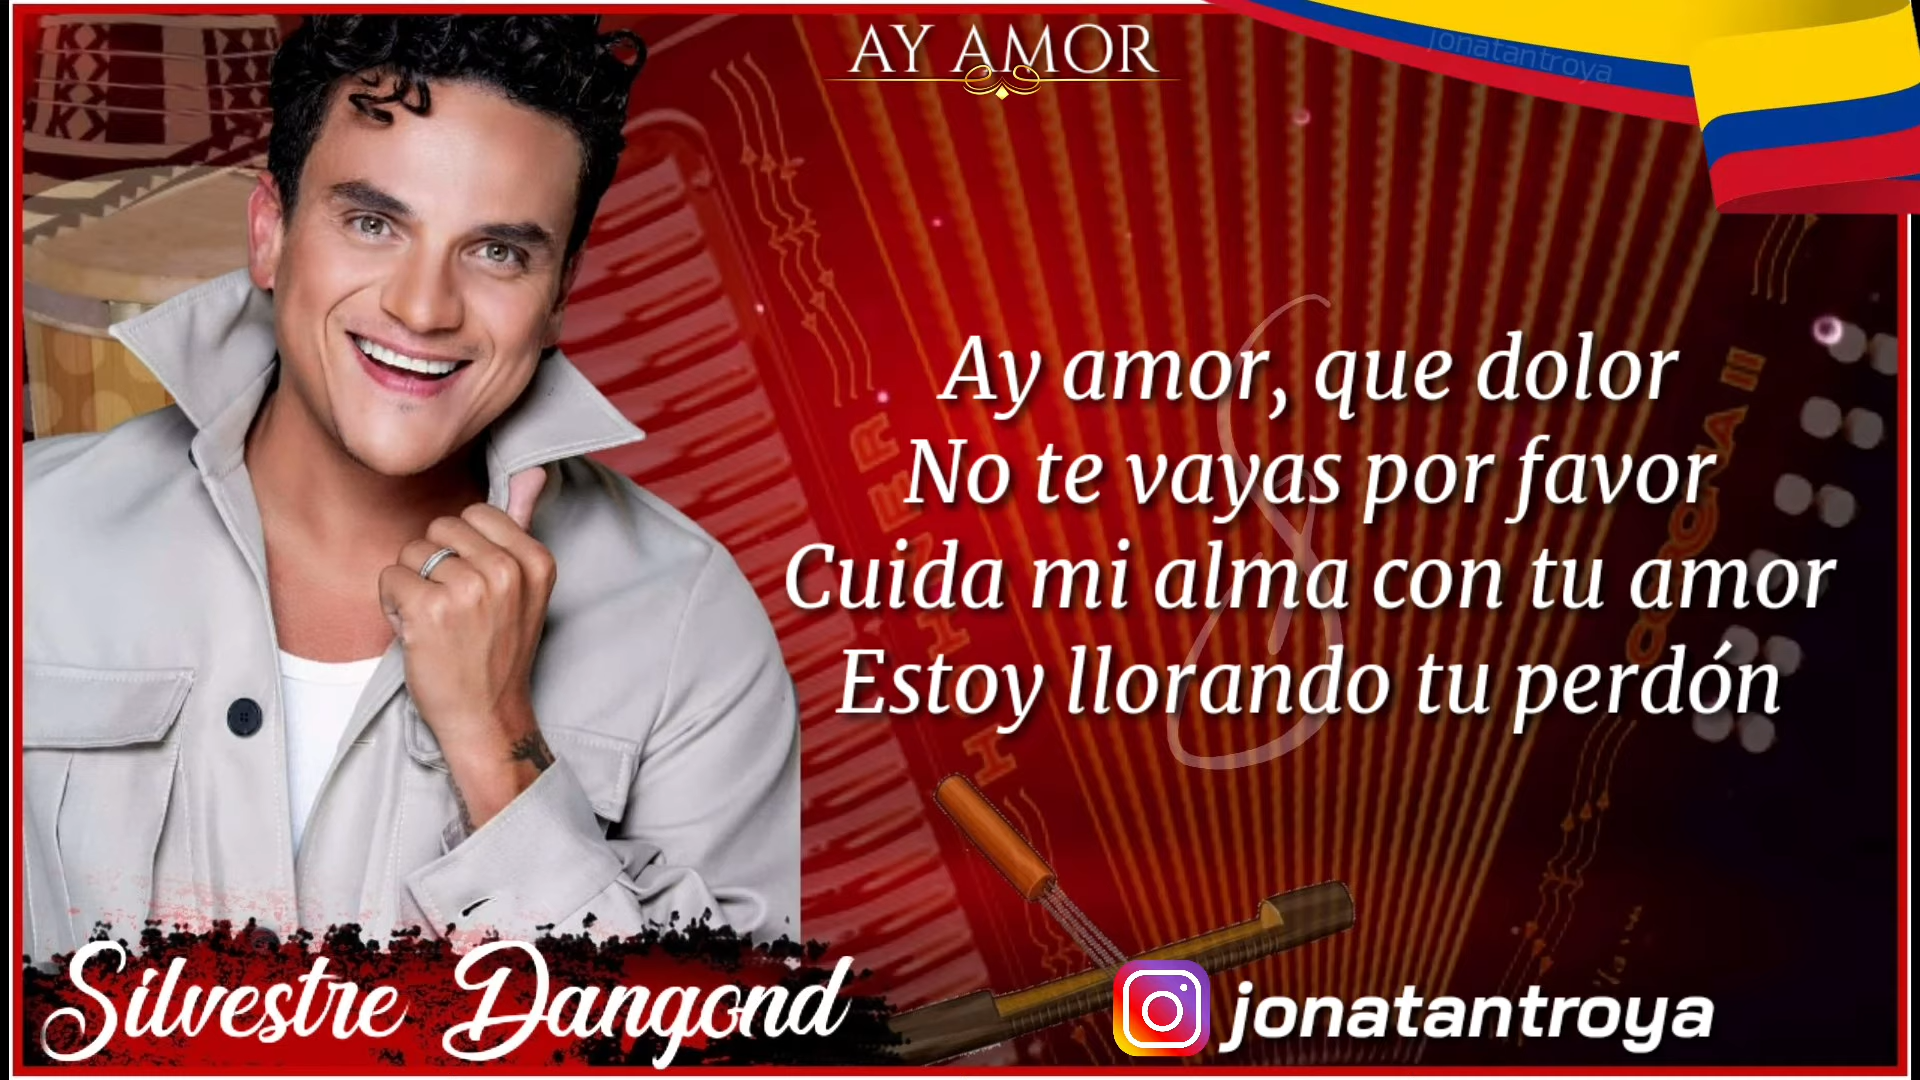 AY AMOR
jonatantroya
Ay amor, que dolor
No te vayas por favor
Cuida mi alma con tu amor
Estoy llorando tu perdón
Silvestre Dangond
jonatantroya